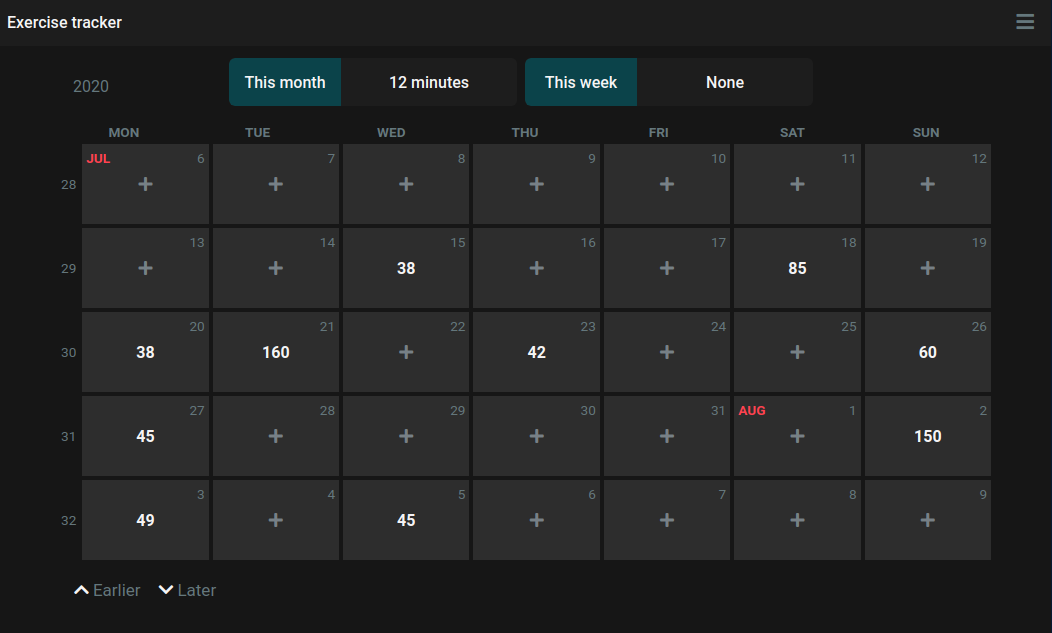 Exercise tracker
2020
This month 12 minutes This week None
MON TUE WED THU FRI SAT SUN
JUL 6 7 8 9 10 11 12
28 + + + + + + +
13 14 15 16 17 18 19
29 + + 38 + + 85 +
20 21 22 23 24 25 26
30 38 160 + 42 + + 60
27 28 29 30 31 AUG 1 2
31 45 + + + + + 150
3 4 5 6 7 8 9
32 49 + 45 + + + +
Earlier Later